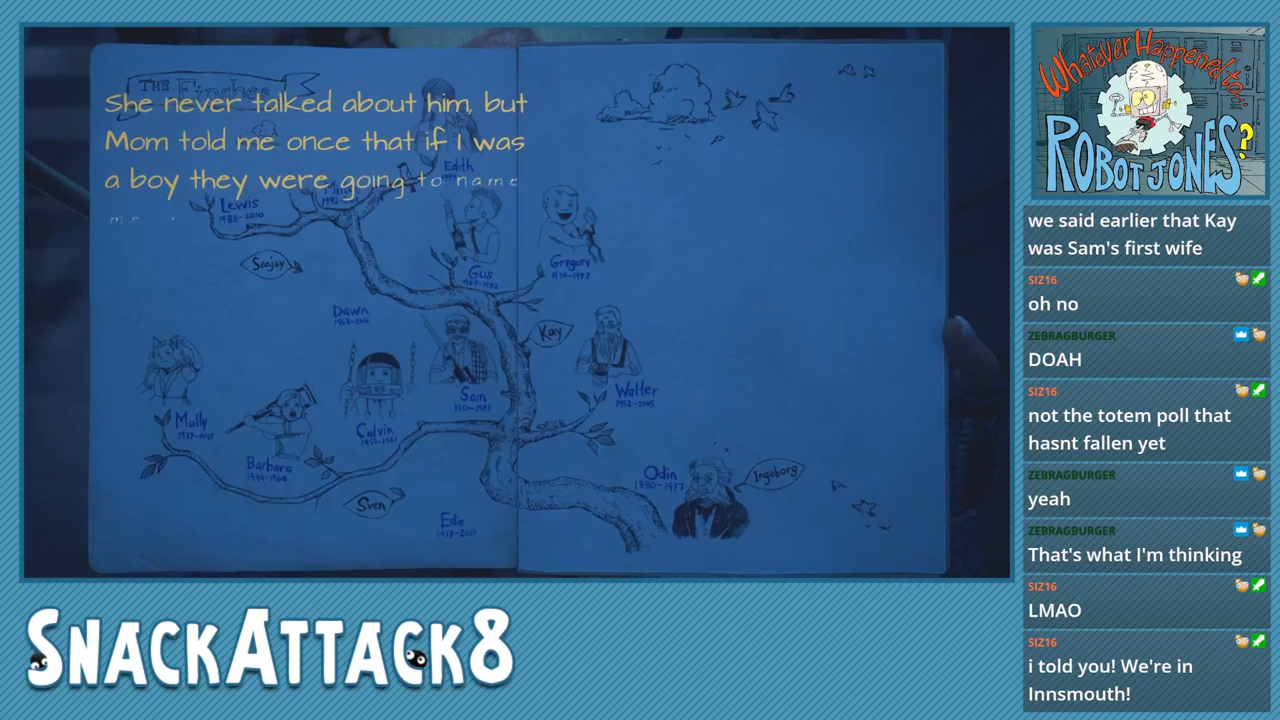 THE Finches
She never talked about him, but
Mom told me once that if I was
a boy they were going to name
Edith
Lewis
1988-2010
Gus
Gregory
Sanjay
Dawn
Kay
Sam
Walter
Molly
Calvin
Barbara
Odin
Ingeborg
Sven
Edie
Whatever Happened to...
ROBOT JONES?
we said earlier that Kay
was Sam's first wife
SIZ16
oh no
ZEBRAGBURGER
DOAH
SIZ16
not the totem poll that
hasnt fallen yet
ZEBRAGBURGER
yeah
ZEBRAGBURGER
That's what I'm thinking
SIZ16
LMAO
SIZ16
i told you! We're in
Innsmouth!
SNACKATTACK8